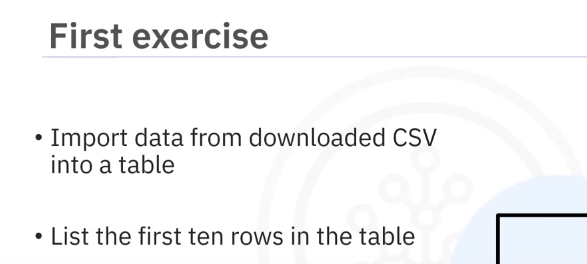 First exercise
• Import data from downloaded CSV
into a table
• List the first ten rows in the table